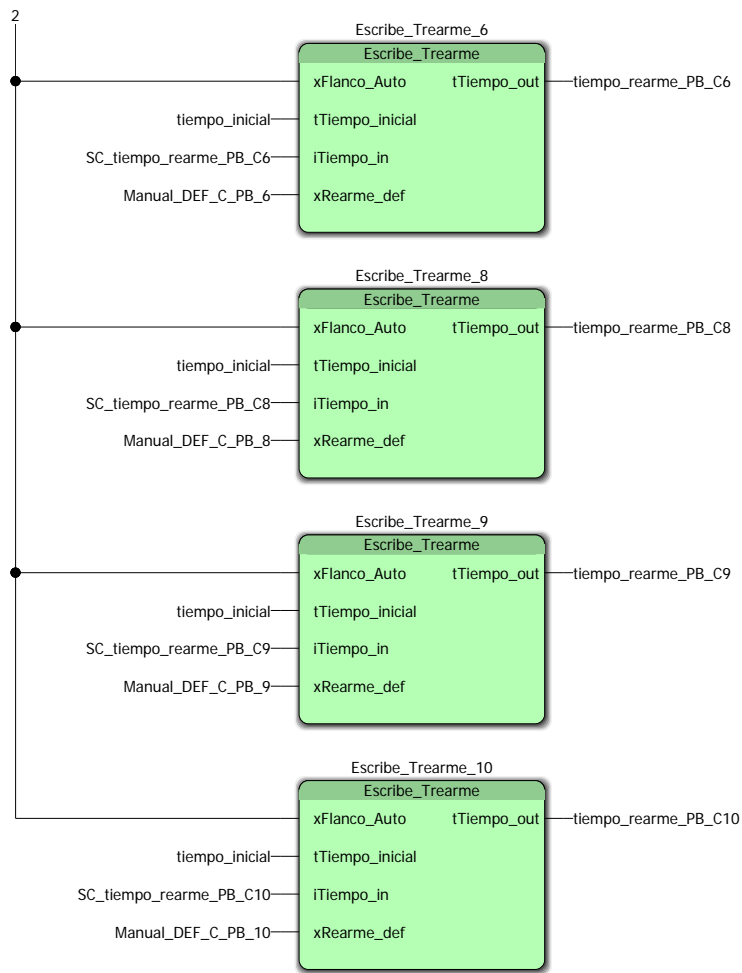 2
Escribe_Trearme_6
Escribe_Trearme
xFlanco_Auto tTiempo_out tiempo_rearme_PB_C6
tiempo_inicial tTiempo_inicial
SC_tiempo_rearme_PB_C6 iTiempo_in
Manual_DEF_C_PB_6 xRearme_def
Escribe_Trearme_8
Escribe_Trearme
xFlanco_Auto tTiempo_out tiempo_rearme_PB_C8
tiempo_inicial tTiempo_inicial
SC_tiempo_rearme_PB_C8 iTiempo_in
Manual_DEF_C_PB_8 xRearme_def
Escribe_Trearme_9
Escribe_Trearme
xFlanco_Auto tTiempo_out tiempo_rearme_PB_C9
tiempo_inicial tTiempo_inicial
SC_tiempo_rearme_PB_C9 iTiempo_in
Manual_DEF_C_PB_9 xRearme_def
Escribe_Trearme_10
Escribe_Trearme
xFlanco_Auto tTiempo_out tiempo_rearme_PB_C10
tiempo_inicial tTiempo_inicial
SC_tiempo_rearme_PB_C10 iTiempo_in
Manual_DEF_C_PB_10 xRearme_def